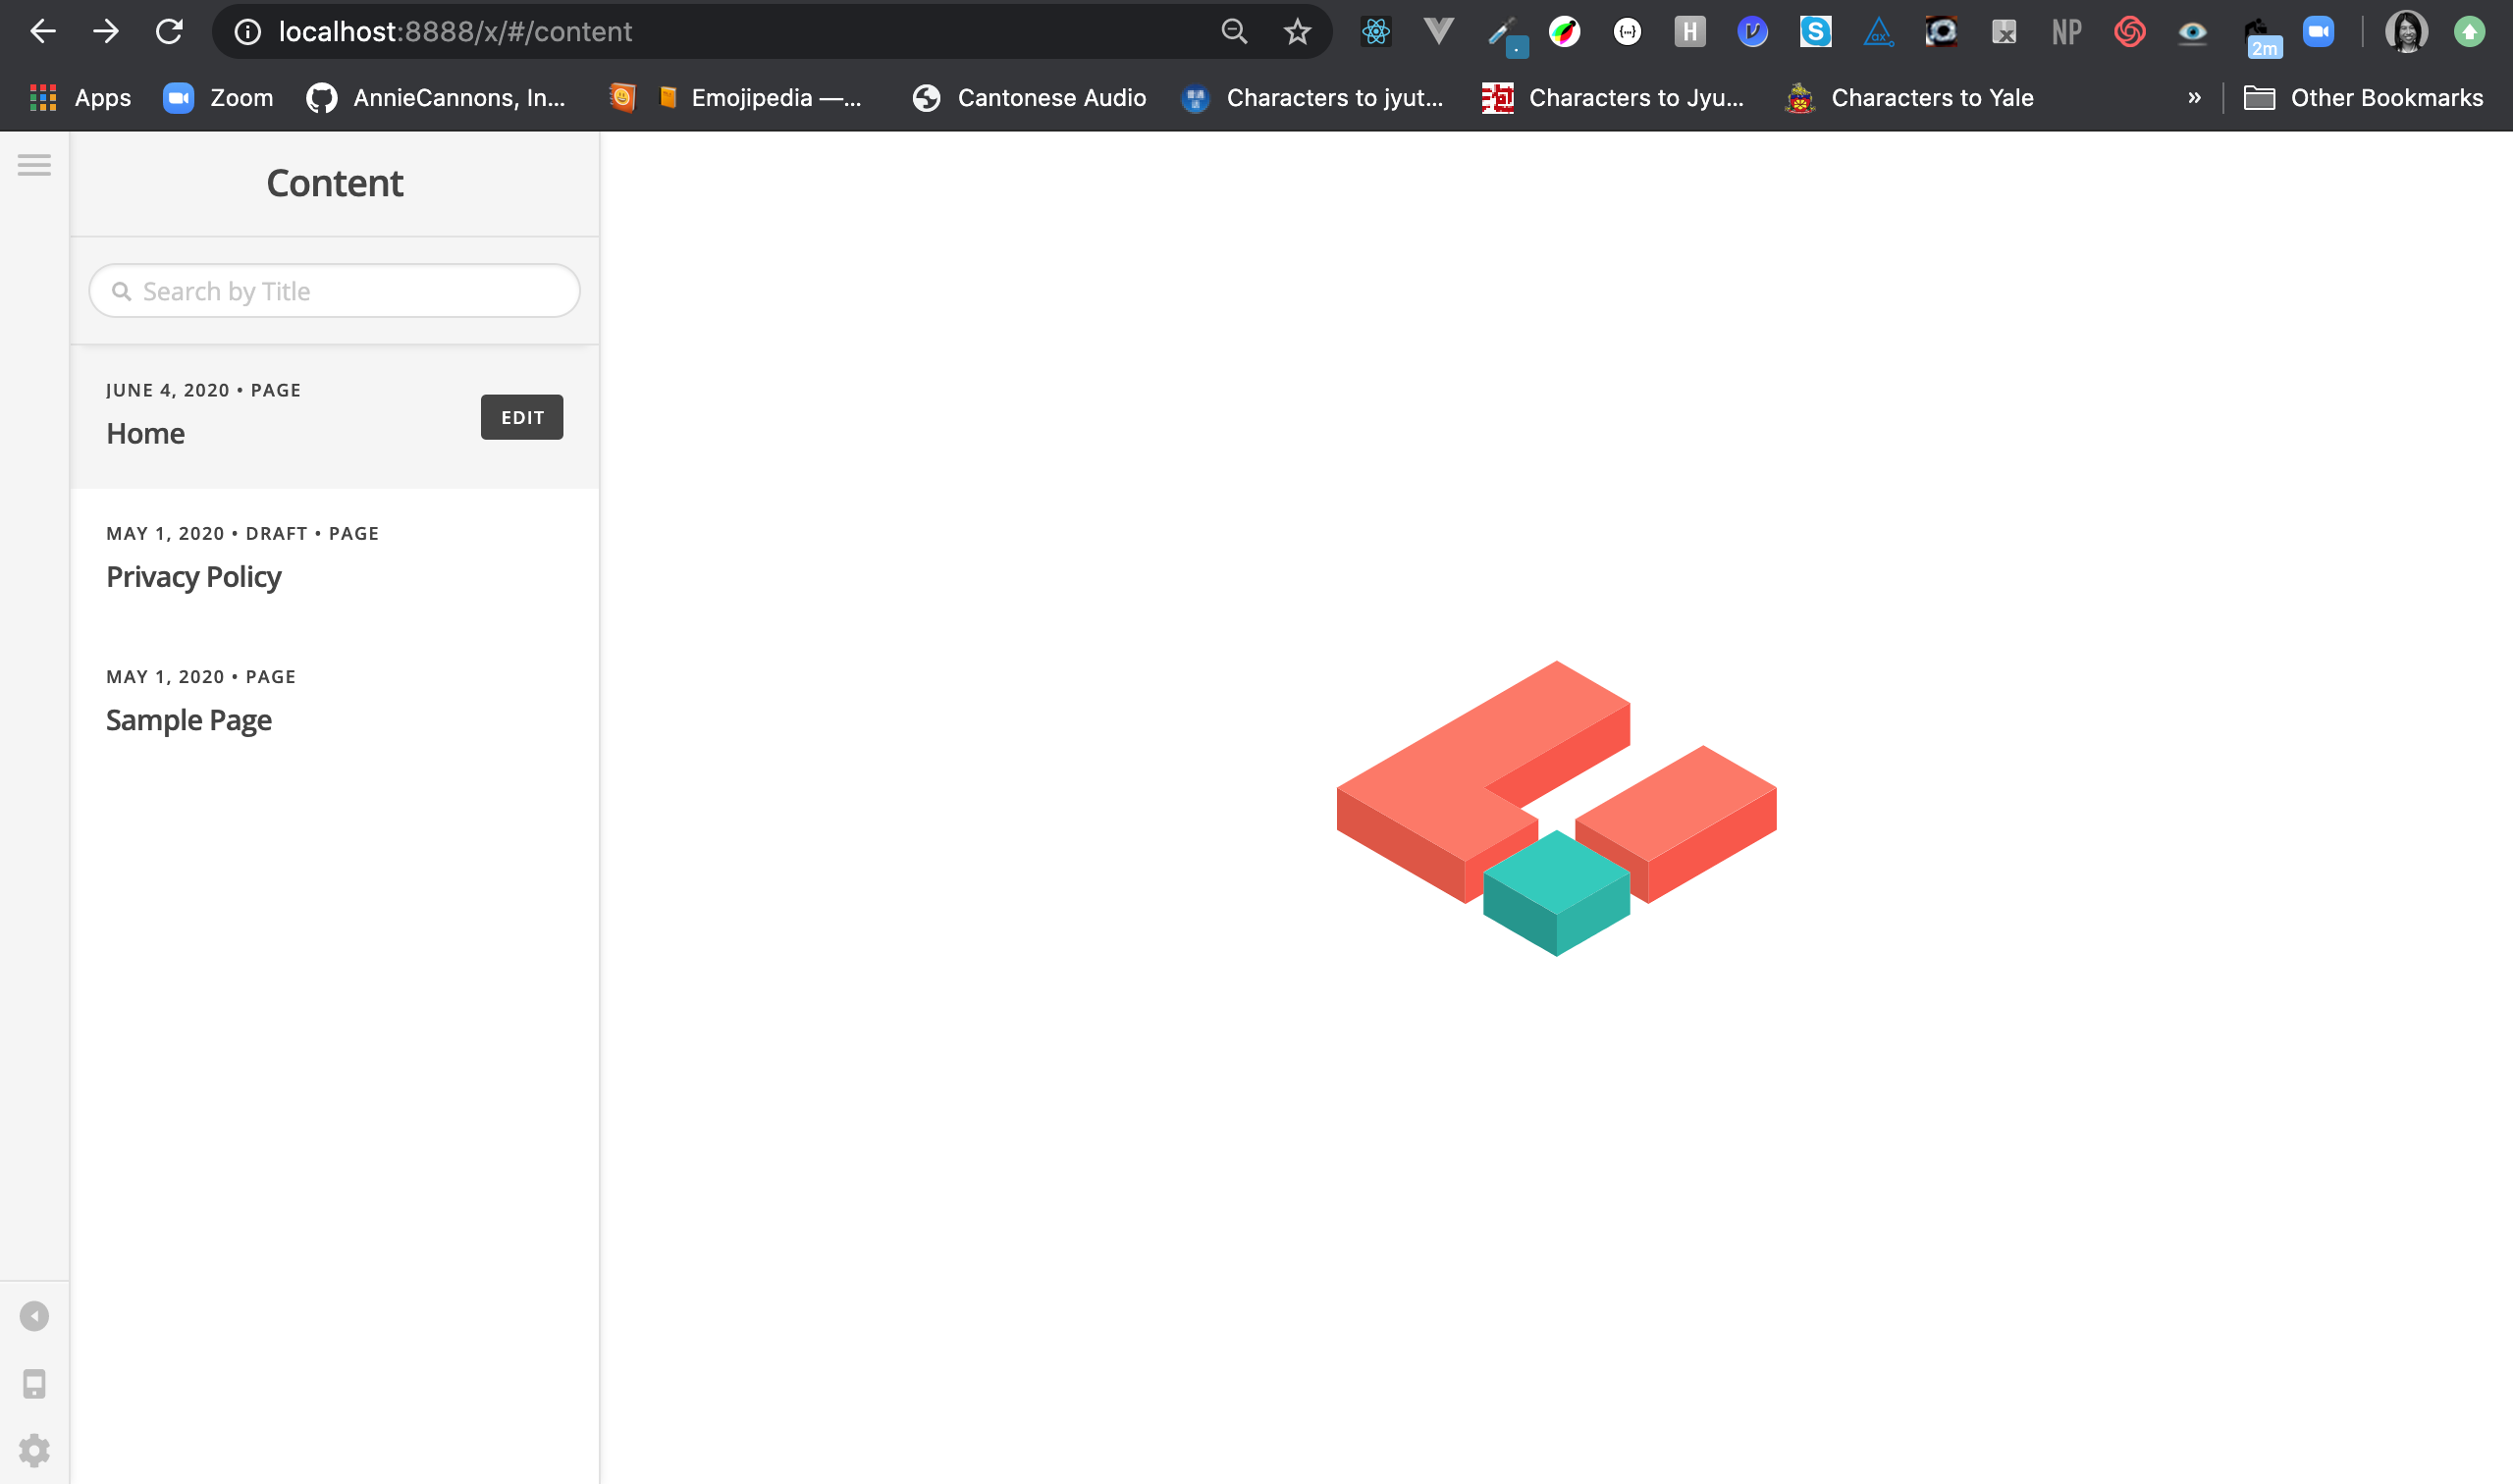 localhost:8888/x/#/content
2m
Apps
Zoom
AnnieCannons, In...
Emojipedia —...
Cantonese Audio
Characters to jyut...
Characters to Jyu...
Characters to Yale
»
Other Bookmarks
Content
Search by Title
JUNE 4, 2020 • PAGE
Home
EDIT
MAY 1, 2020 • DRAFT • PAGE
Privacy Policy
MAY 1, 2020 • PAGE
Sample Page